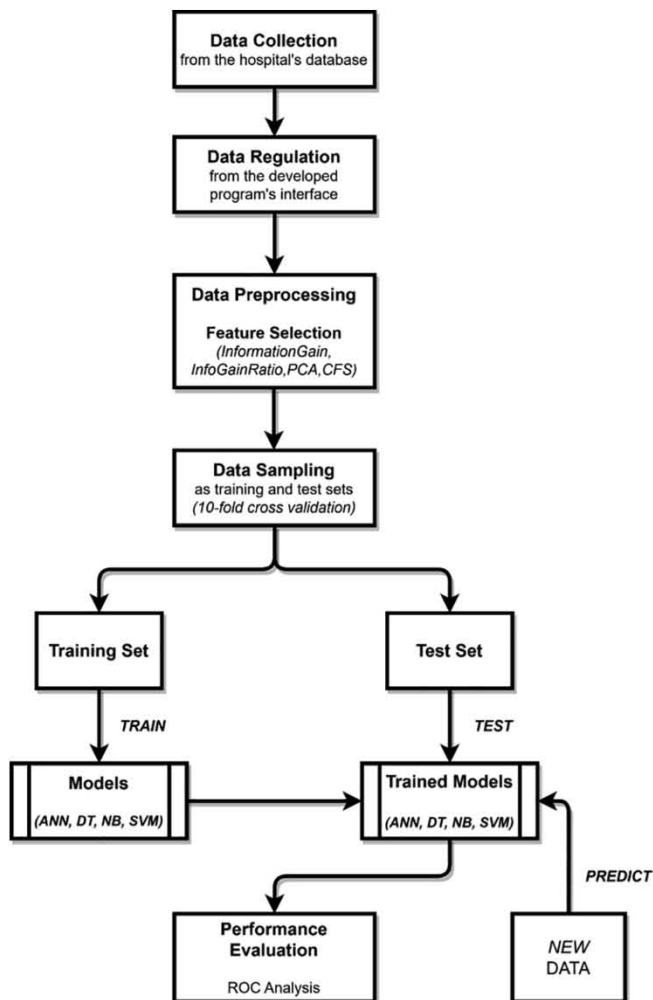 Data Collection
from the hospital's database
Data Regulation
from the developed
program's interface
Data Preprocessing
Feature Selection
(InformationGain,
InfoGainRatio,PCA,CFS)
Data Sampling
as training and test sets
(10-fold cross validation)
Training Set
Test Set
TRAIN
TEST
Models
(ANN, DT, NB, SVM)
Trained Models
(ANN, DT, NB, SVM)
PREDICT
Performance
Evaluation
ROC Analysis
NEW
DATA